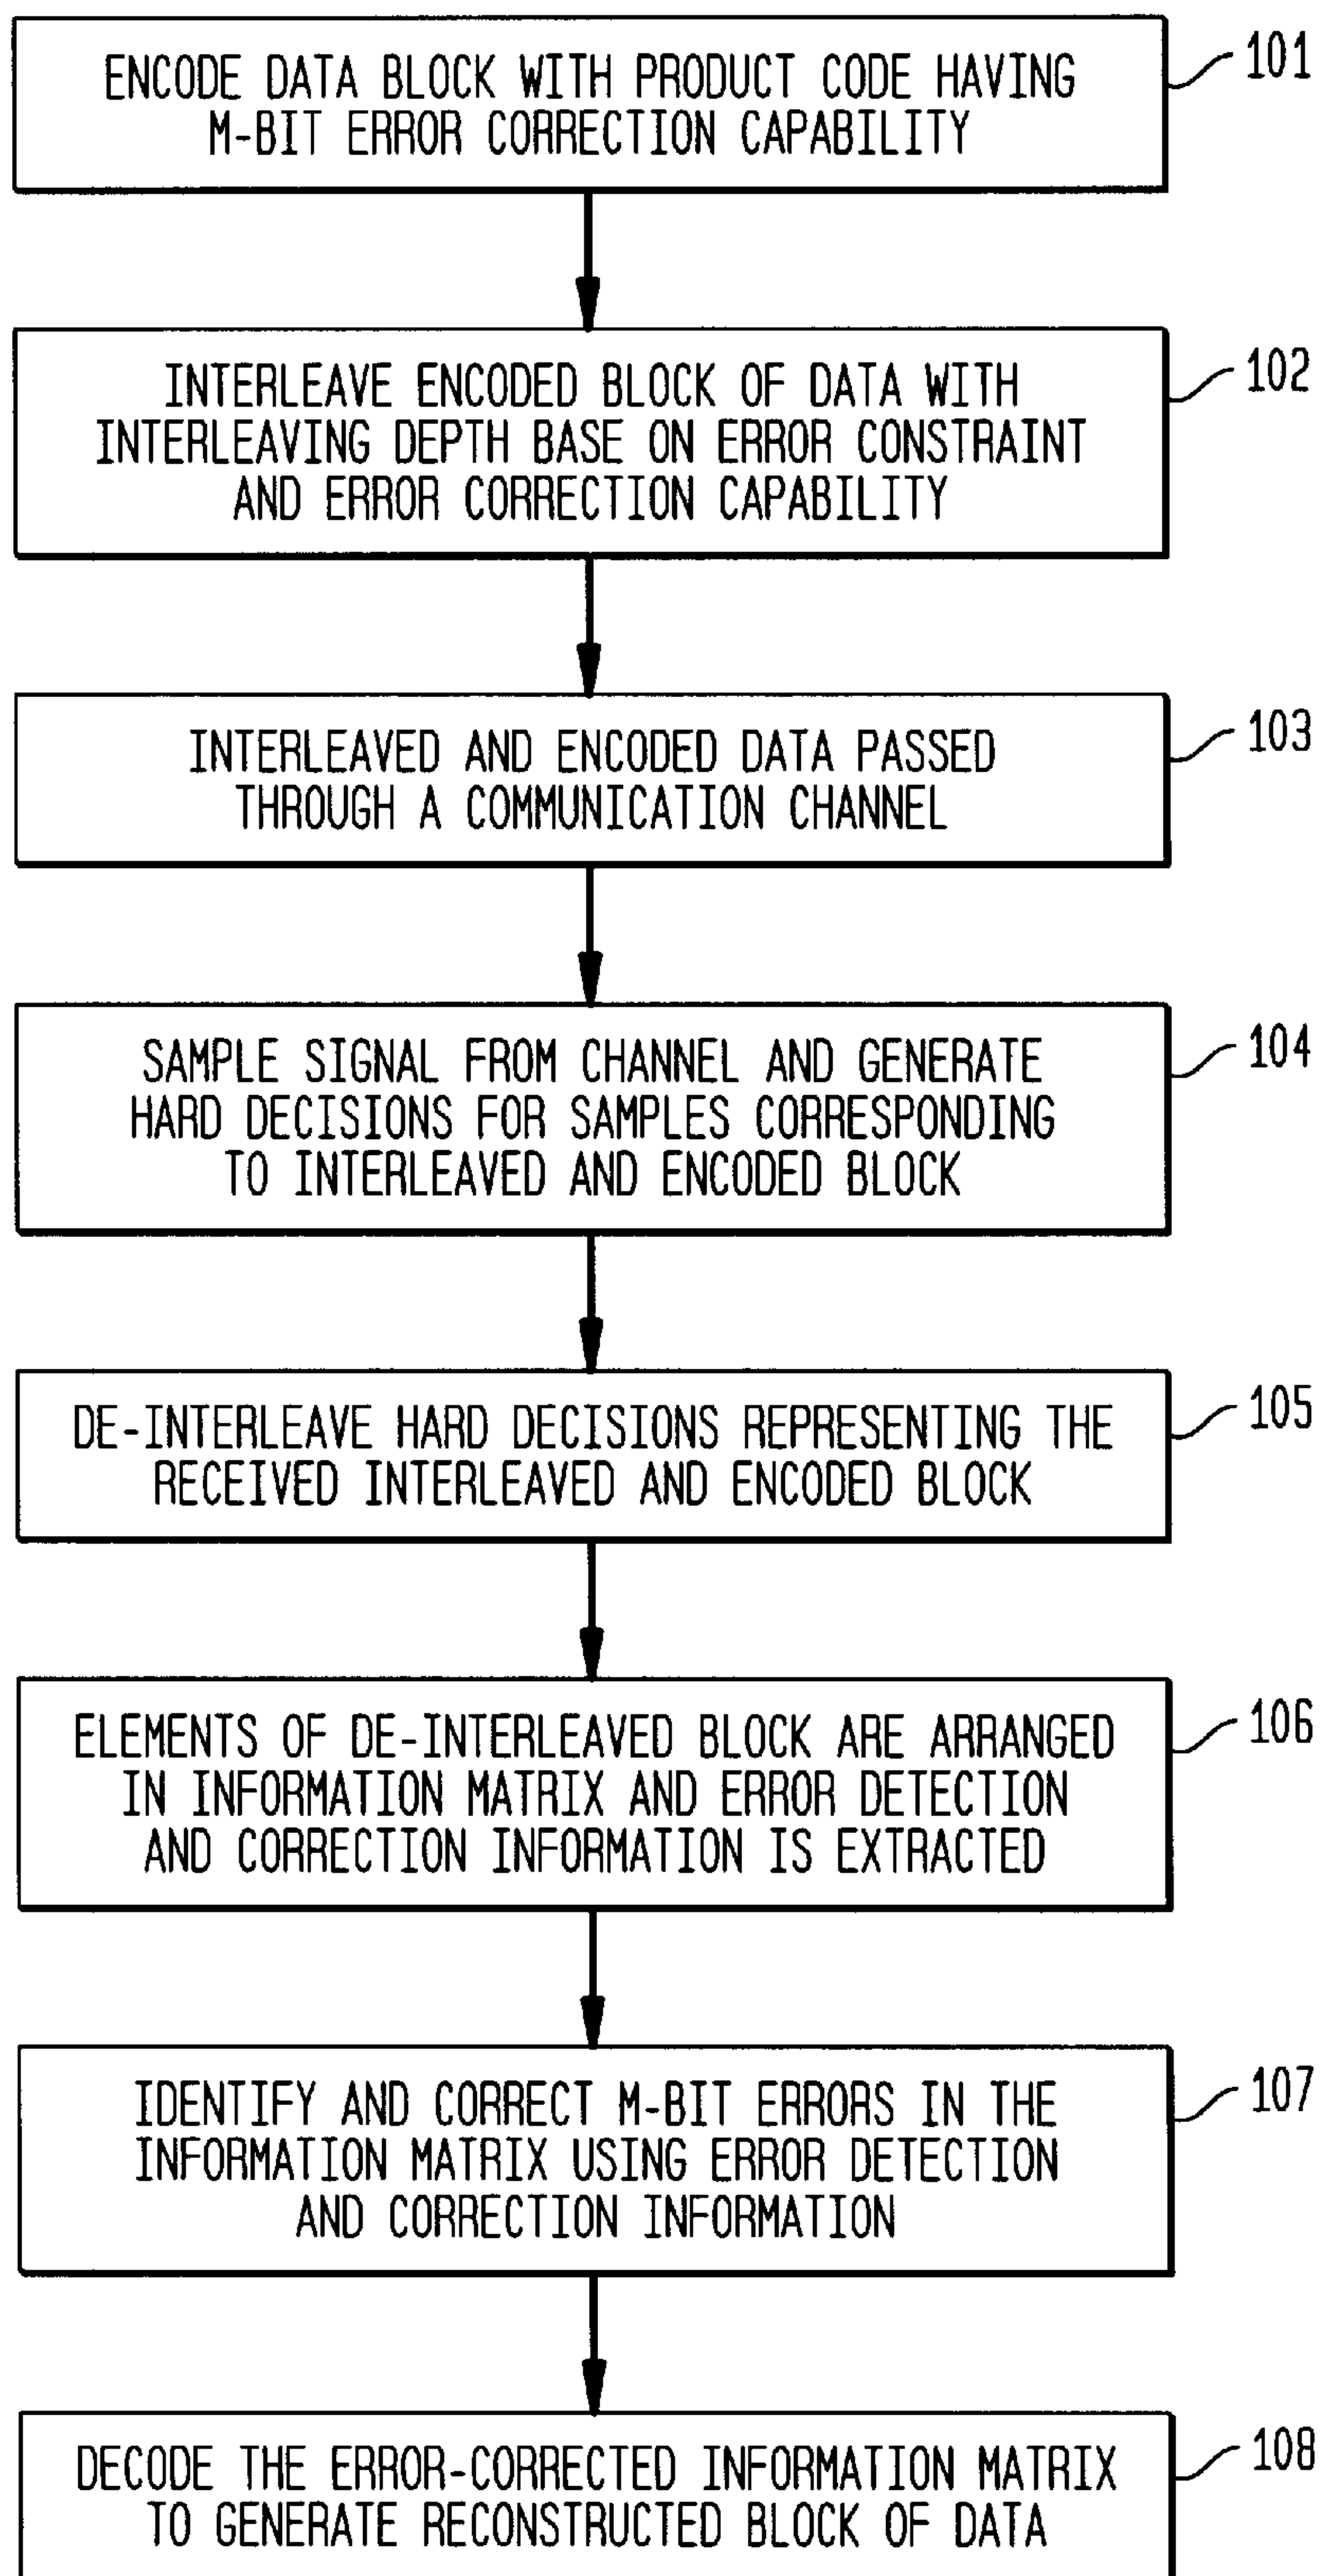 ENCODE DATA BLOCK WITH PRODUCT CODE HAVING
M-BIT ERROR CORRECTION CAPABILITY
101
INTERLEAVE ENCODED BLOCK OF DATA WITH
INTERLEAVING DEPTH BASE ON ERROR CONSTRAINT
AND ERROR CORRECTION CAPABILITY
102
INTERLEAVED AND ENCODED DATA PASSED
THROUGH A COMMUNICATION CHANNEL
103
SAMPLE SIGNAL FROM CHANNEL AND GENERATE
HARD DECISIONS FOR SAMPLES CORRESPONDING
TO INTERLEAVED AND ENCODED BLOCK
104
DE-INTERLEAVE HARD DECISIONS REPRESENTING THE
RECEIVED INTERLEAVED AND ENCODED BLOCK
105
ELEMENTS OF DE-INTERLEAVED BLOCK ARE ARRANGED
IN INFORMATION MATRIX AND ERROR DETECTION
AND CORRECTION INFORMATION IS EXTRACTED
106
IDENTIFY AND CORRECT M-BIT ERRORS IN THE
INFORMATION MATRIX USING ERROR DETECTION
AND CORRECTION INFORMATION
107
DECODE THE ERROR-CORRECTED INFORMATION MATRIX
TO GENERATE RECONSTRUCTED BLOCK OF DATA
108